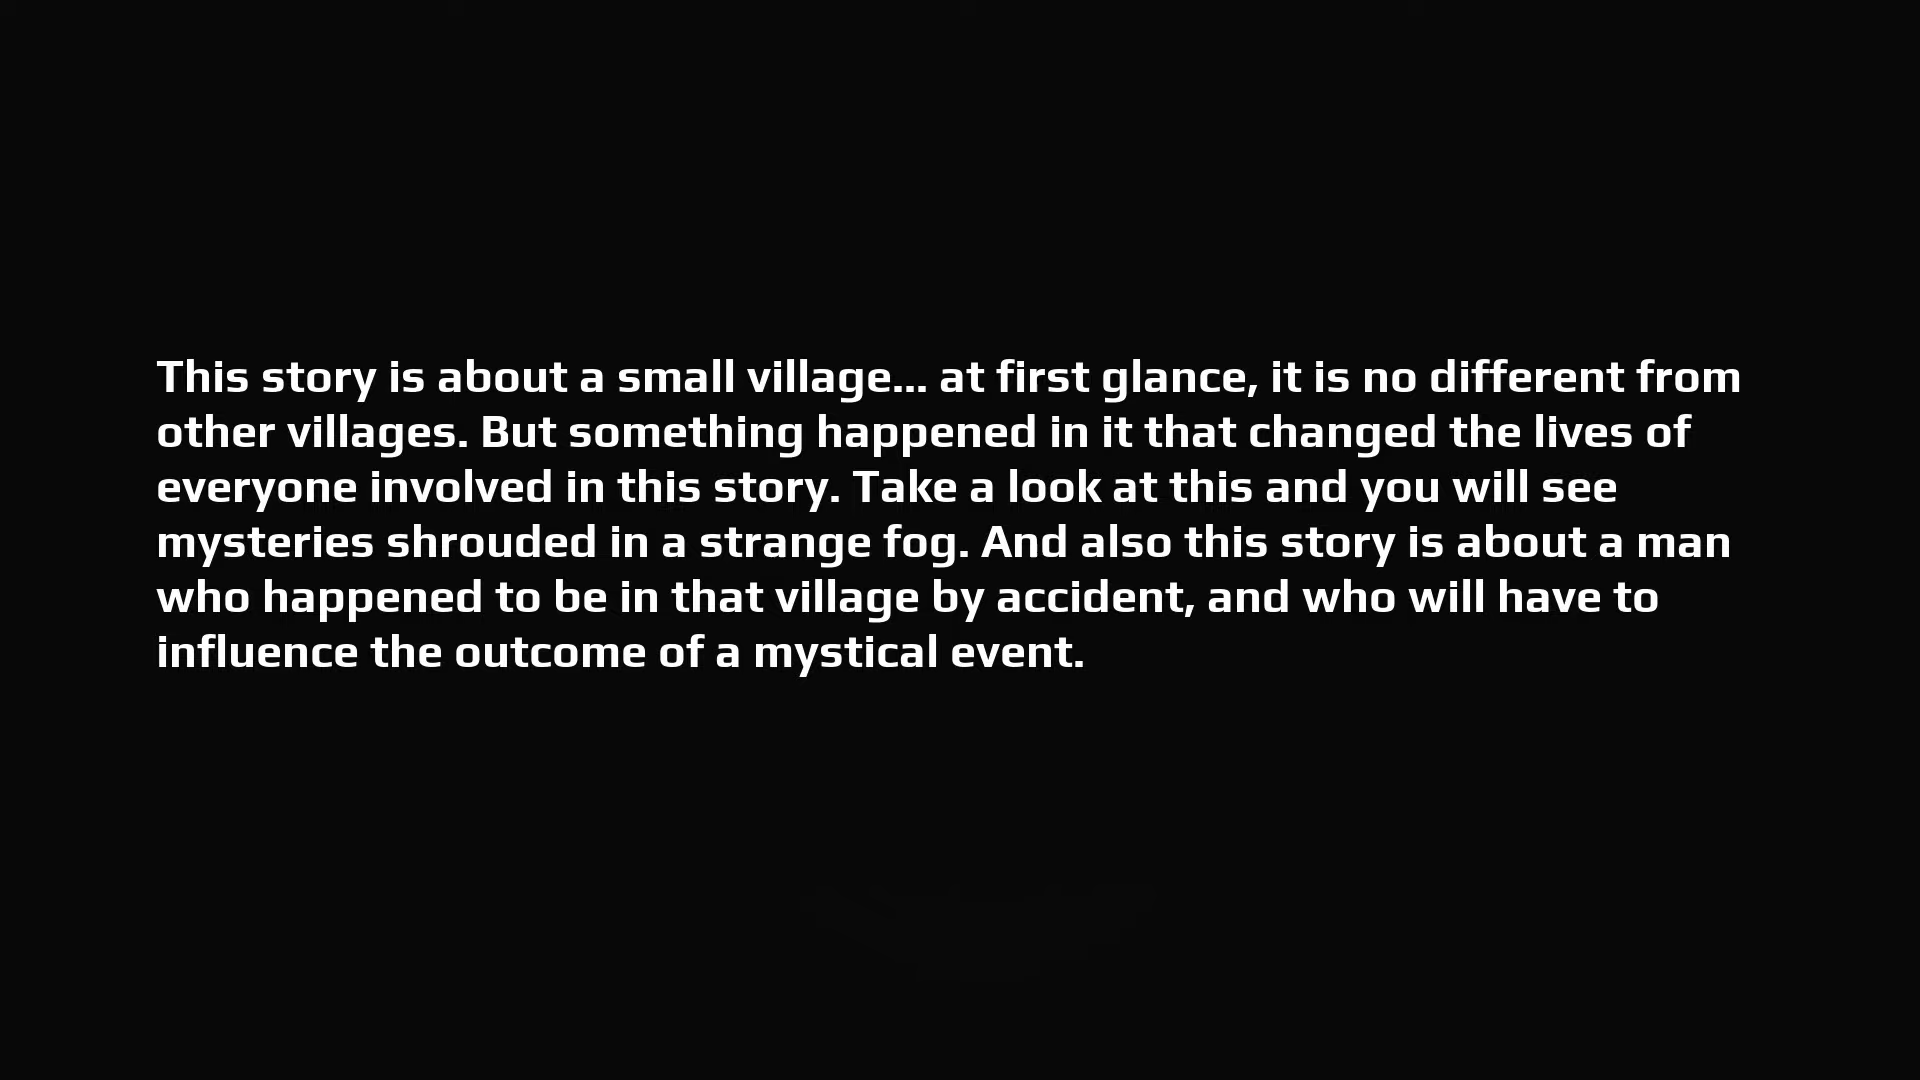 This story is about a small village... at first glance, it is no different from
other villages. But something happened in it that changed the lives of
everyone involved in this story. Take a look at this and you will see
mysteries shrouded in a strange fog. And also this story is about a man
who happened to be in that village by accident, and who will have to
influence the outcome of a mystical event.